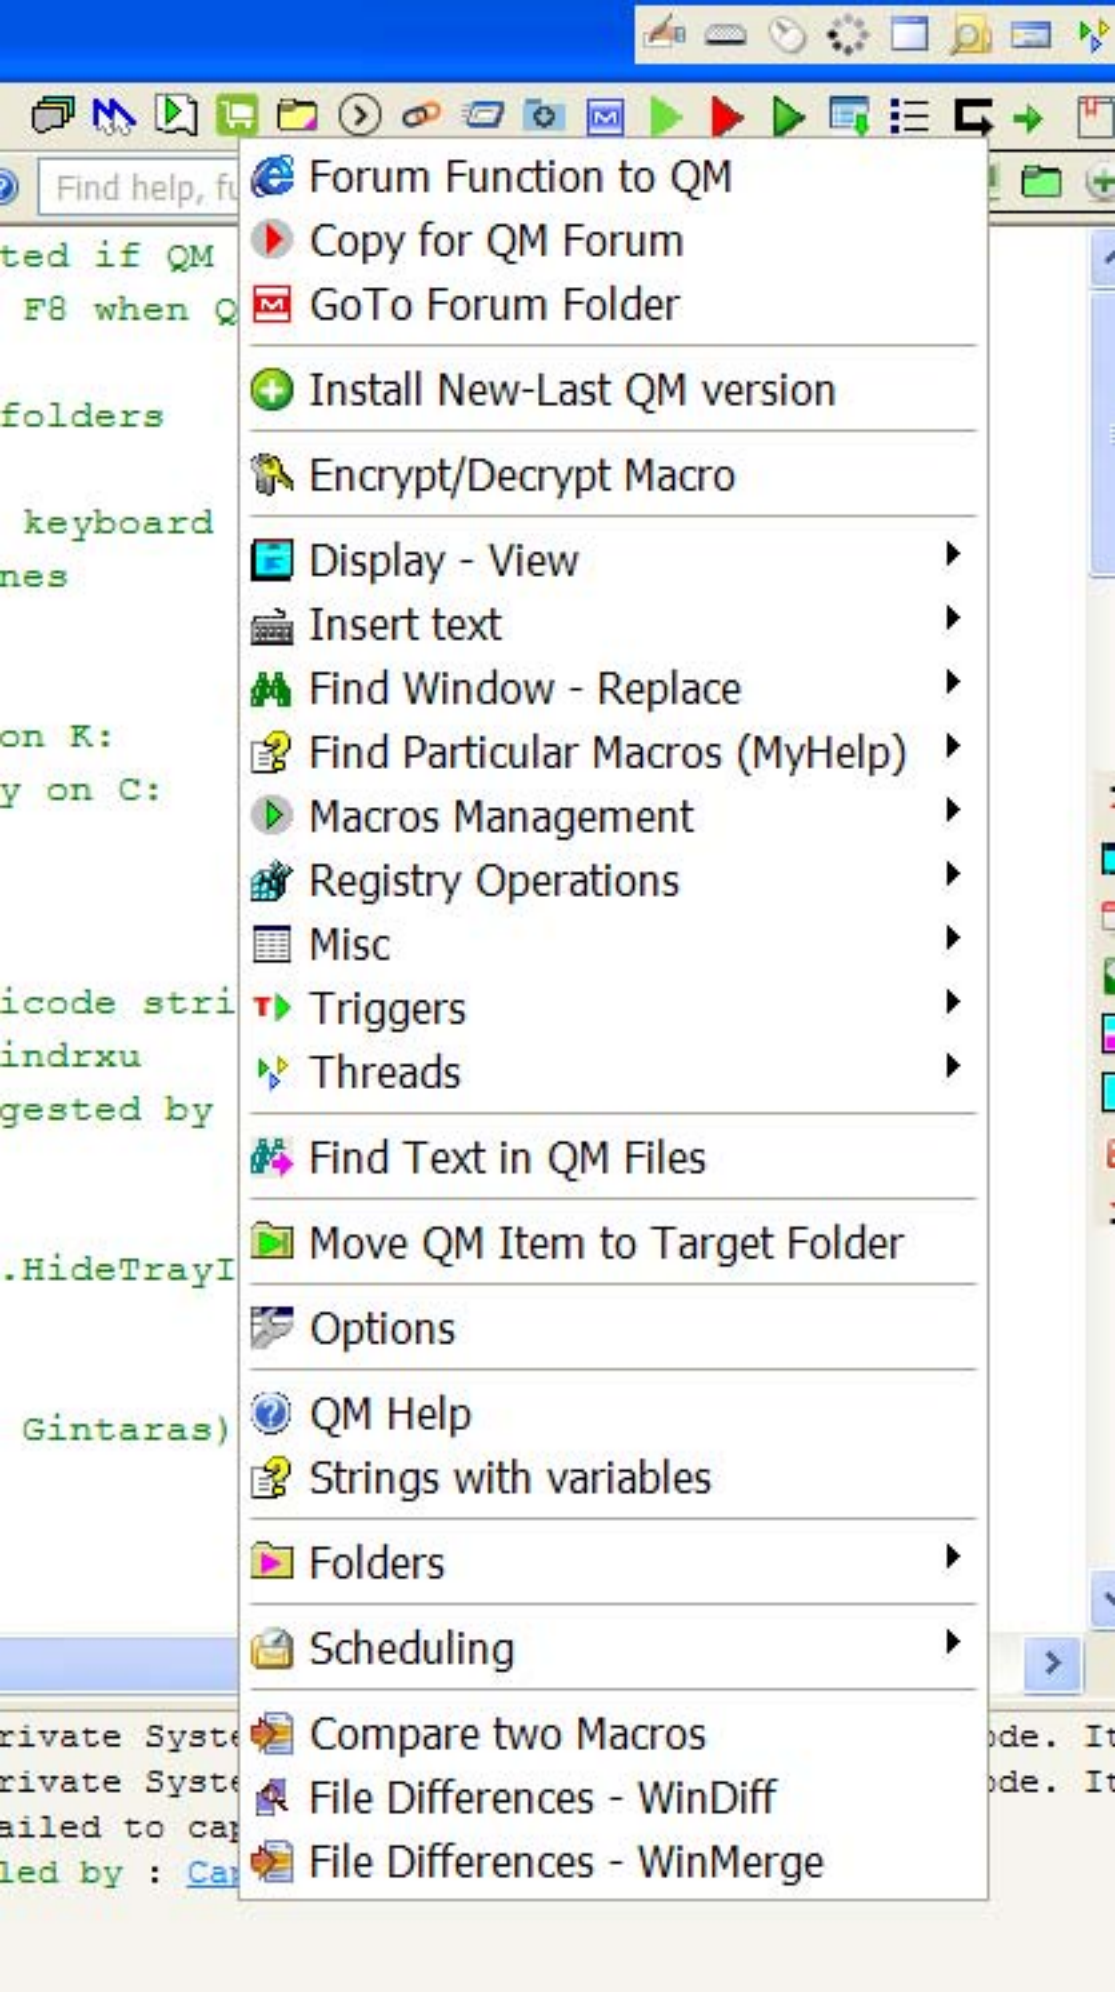 Find help, fu
Forum Function to QM
Copy for QM Forum
GoTo Forum Folder
Install New-Last QM version
Encrypt/Decrypt Macro
Display - View
Insert text
Find Window - Replace
Find Particular Macros (MyHelp)
Macros Management
Registry Operations
Misc
Triggers
Threads
Find Text in QM Files
Move QM Item to Target Folder
Options
QM Help
Strings with variables
Folders
Scheduling
Compare two Macros
File Differences - WinDiff
File Differences - WinMerge
ted if QM
F8 when Q
folders
keyboard
nes
on K:
y on C:
icode stri
indrxu
gested by
.HideTrayI
Gintaras)
rivate Syste
ode. It
rivate Syste
ode. It
ailed to cap
led by : Cap